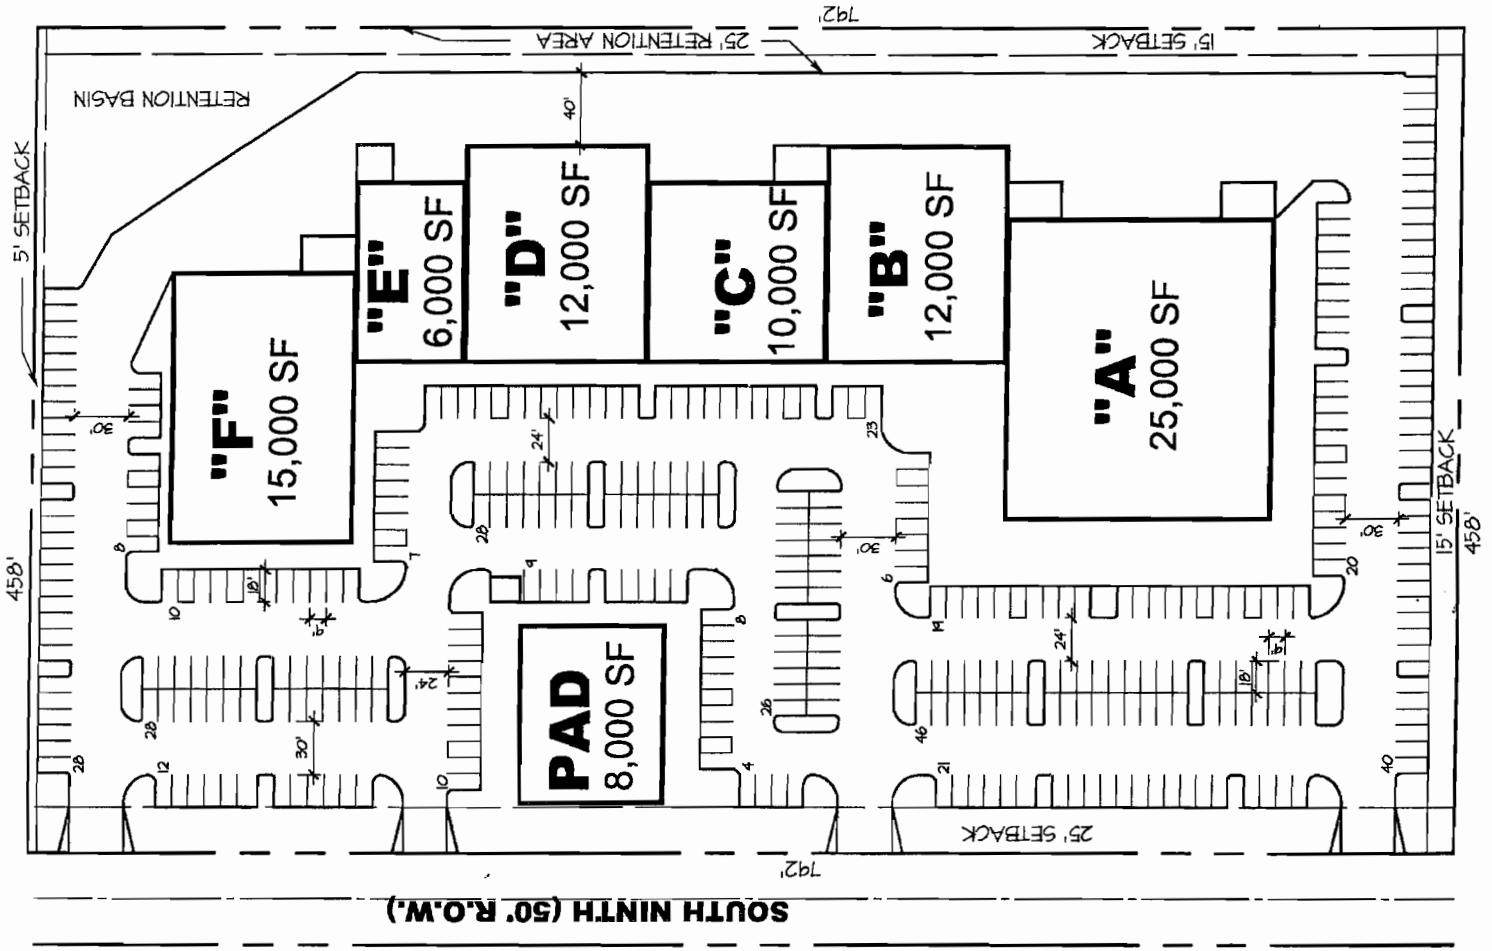 792'
25' RETENTION AREA
15' SETBACK
RETENTION BASIN
5' SETBACK
40'
"E"
6,000 SF
"D"
12,000 SF
"C"
10,000 SF
"B"
12,000 SF
"F"
15,000 SF
"A"
25,000 SF
30'
24'
23
8
7
28
9
30'
6
20
30'
15' SETBACK
458'
458'
10
18'
9'
8
19
24'
9'
18'
24'
PAD
8,000 SF
28
30'
26
46
28
12
10
4
21
40
25' SETBACK
792'
SOUTH NINTH (50' R.O.W.)